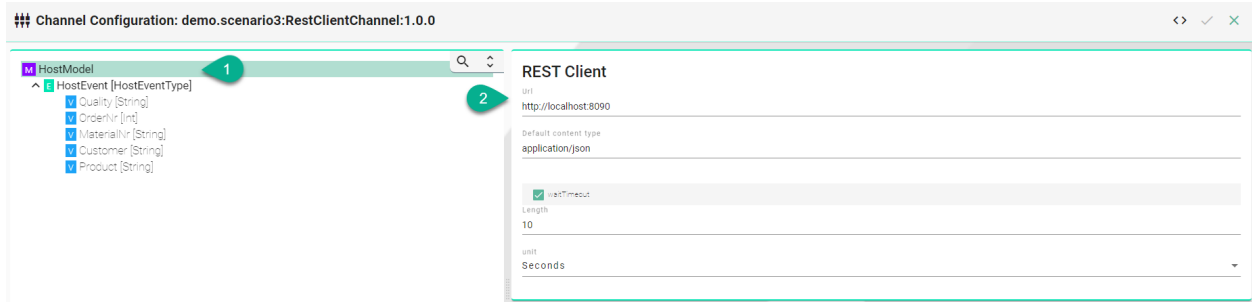 Channel Configuration: demo.scenario3:RestClientChannel:1.0.0
M HostModel
1
E HostEvent [HostEventType]
V Quality [String]
V OrderNr [Int]
V MaterialNr [String]
V Customer [String]
V Product [String]
REST Client
2
Url
http://localhost:8090
Default content type
application/json
waitTimeout
Length
10
unit
Seconds